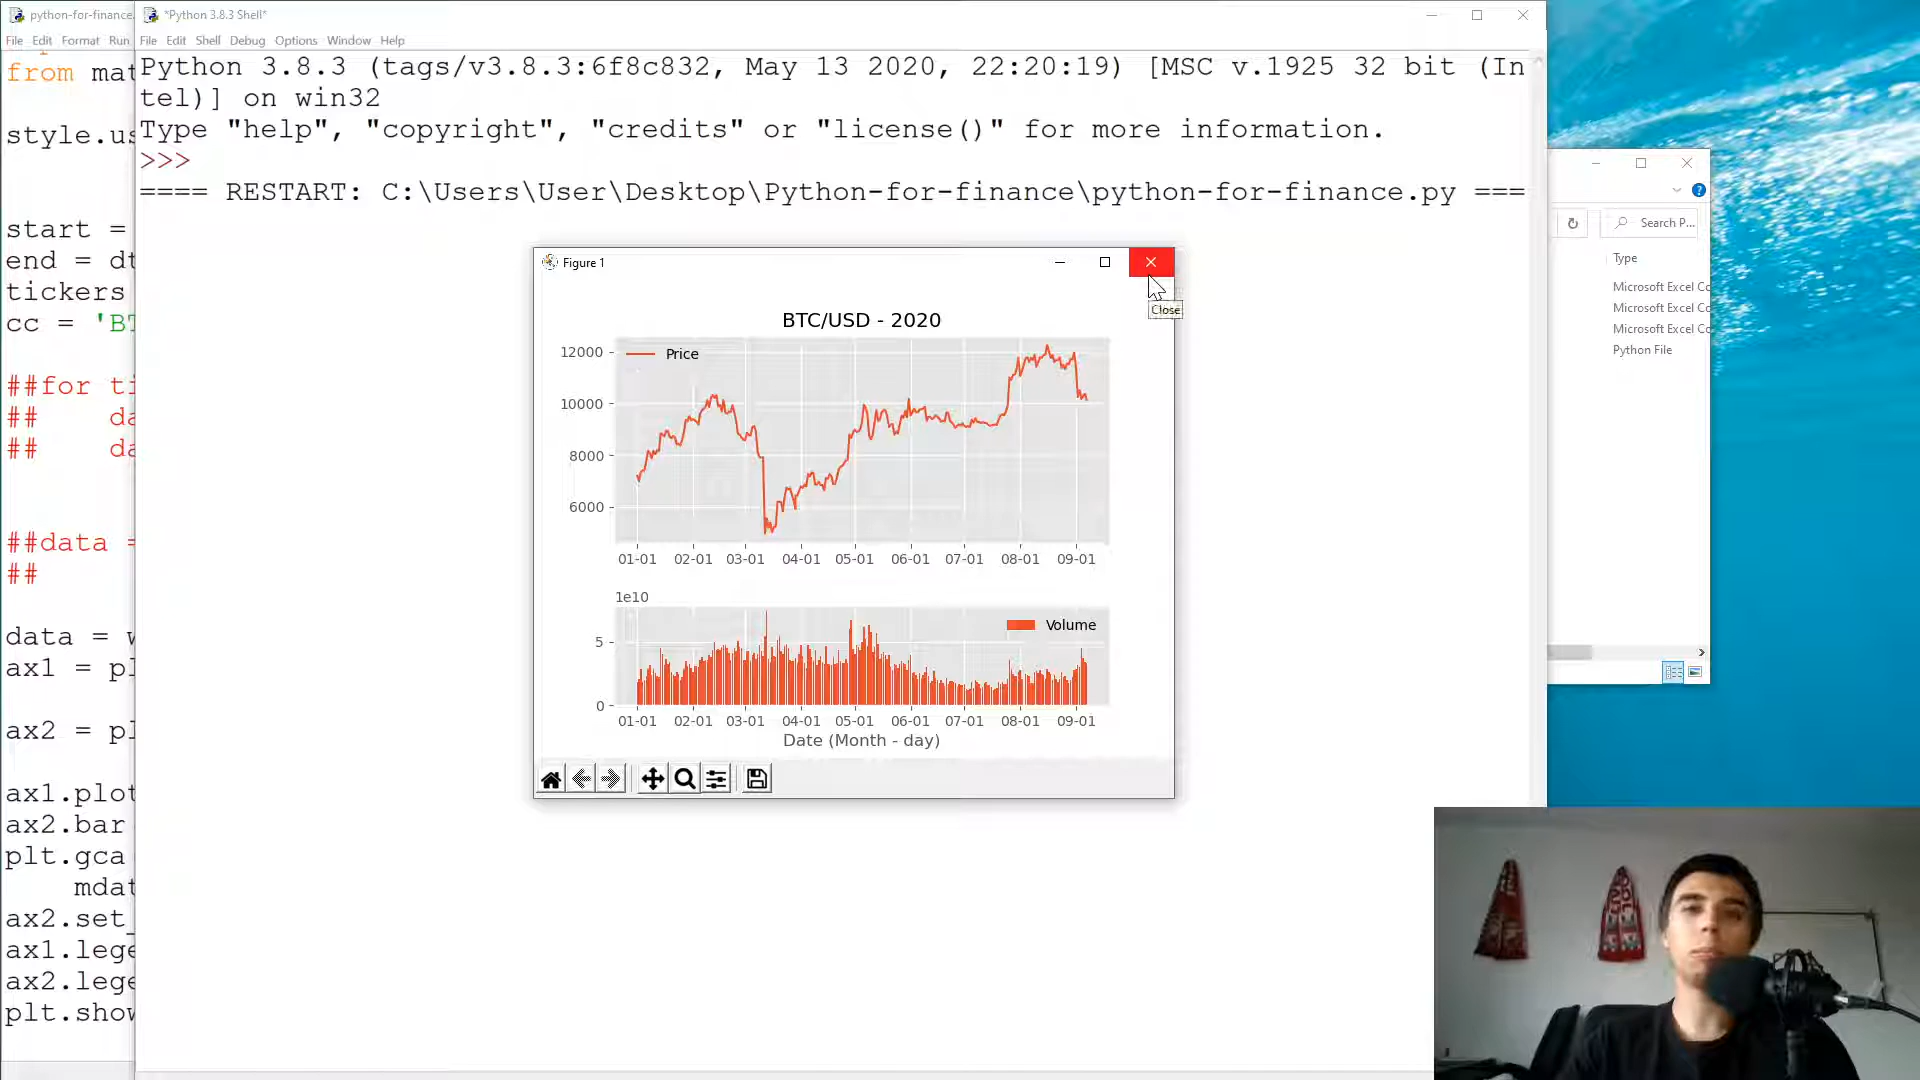 python-for-finance.
*Python 3.8.3 Shell*
File Edit Format Run
File Edit Shell Debug Options Window Help
from mat
style.us
start =
end = dt
tickers
cc = 'BT
##for ti
## da
## da
##data =
##
data = w
ax1 = pl
ax2 = pl
ax1.plot
ax2.bar
plt.gca
mdat
ax2.set_
ax1.lege
ax2.lege
plt.show
Python 3.8.3 (tags/v3.8.3:6f8c832, May 13 2020, 22:20:19) [MSC v.1925 32 bit (In
tel)] on win32
Type "help", "copyright", "credits" or "license()" for more information.
>>>
==== RESTART: C:\Users\User\Desktop\Python-for-finance\python-for-finance.py ===
Figure 1
Close
BTC/USD - 2020
Price
12000
10000
8000
6000
01-01 02-01 03-01 04-01 05-01 06-01 07-01 08-01 09-01
1e10
Volume
5
0
01-01 02-01 03-01 04-01 05-01 06-01 07-01 08-01 09-01
Date (Month - day)
Search P...
Type
Microsoft Excel Co
Microsoft Excel Co
Microsoft Excel Co
Python File